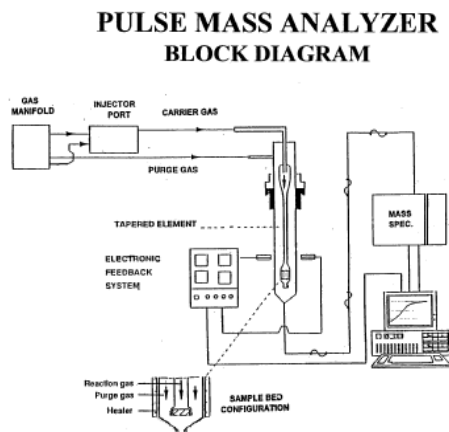 PULSE MASS ANALYZER
BLOCK DIAGRAM
GAS
MANIFOLD
INJECTOR
PORT
CARRIER GAS
PURGE GAS
TAPERED ELEMENT
MASS
SPEC.
ELECTRONIC
FEEDBACK
SYSTEM
Reaction gas
Purge gas
Heater
SAMPLE BED
CONFIGURATION